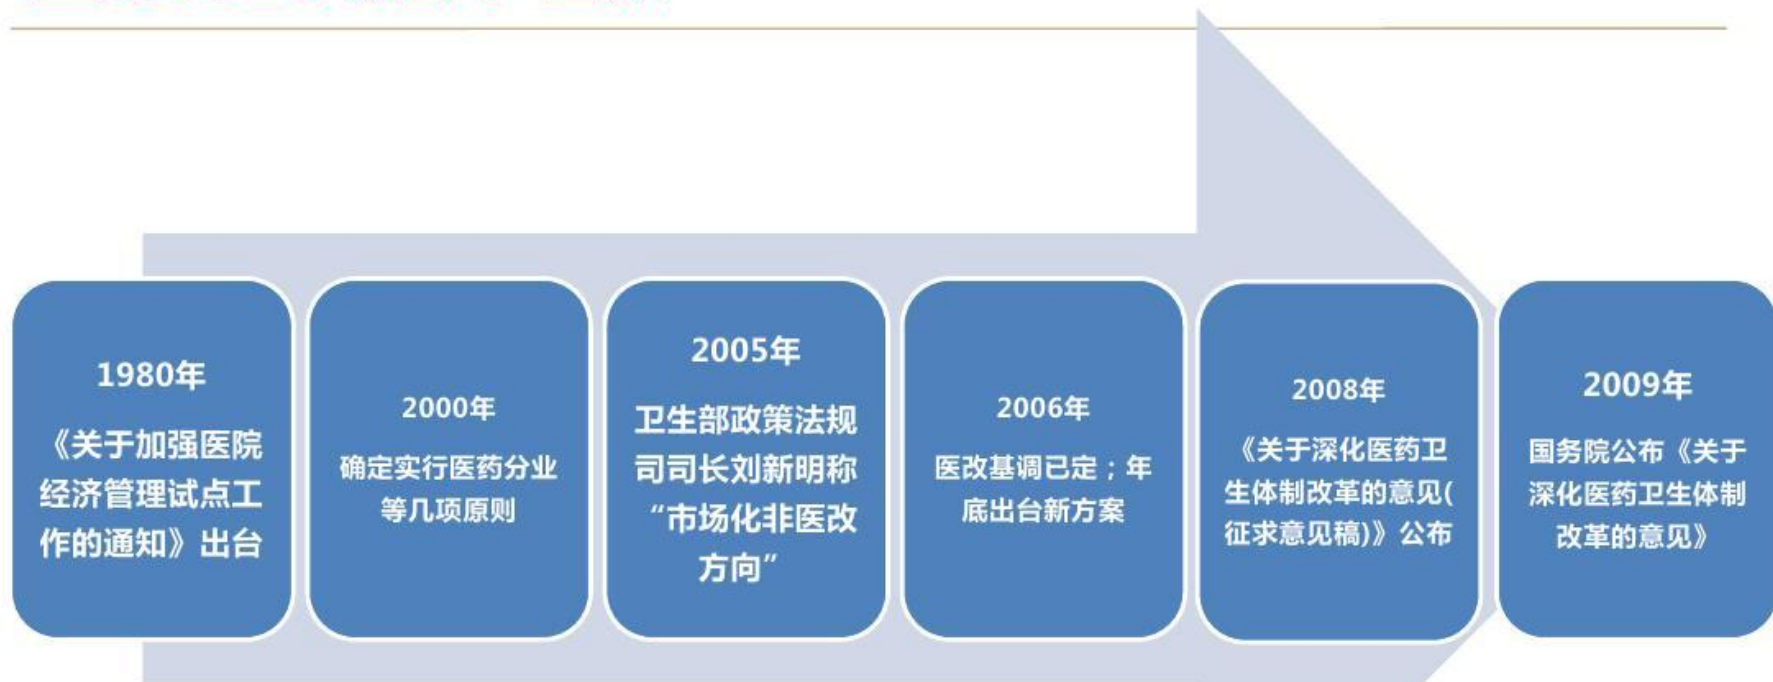 1980年
《关于加强医院
经济管理试点工
作的通知》出台
2000年
确定实行医药分业
等几项原则
2005年
卫生部政策法规
司司长刘新明称
“市场化非医改
方向”
2006年
医改基调已定；年
底出台新方案
2008年
《关于深化医药卫
生体制改革的意见(
征求意见稿)》公布
2009年
国务院公布《关于
深化医药卫生体制
改革的意见》